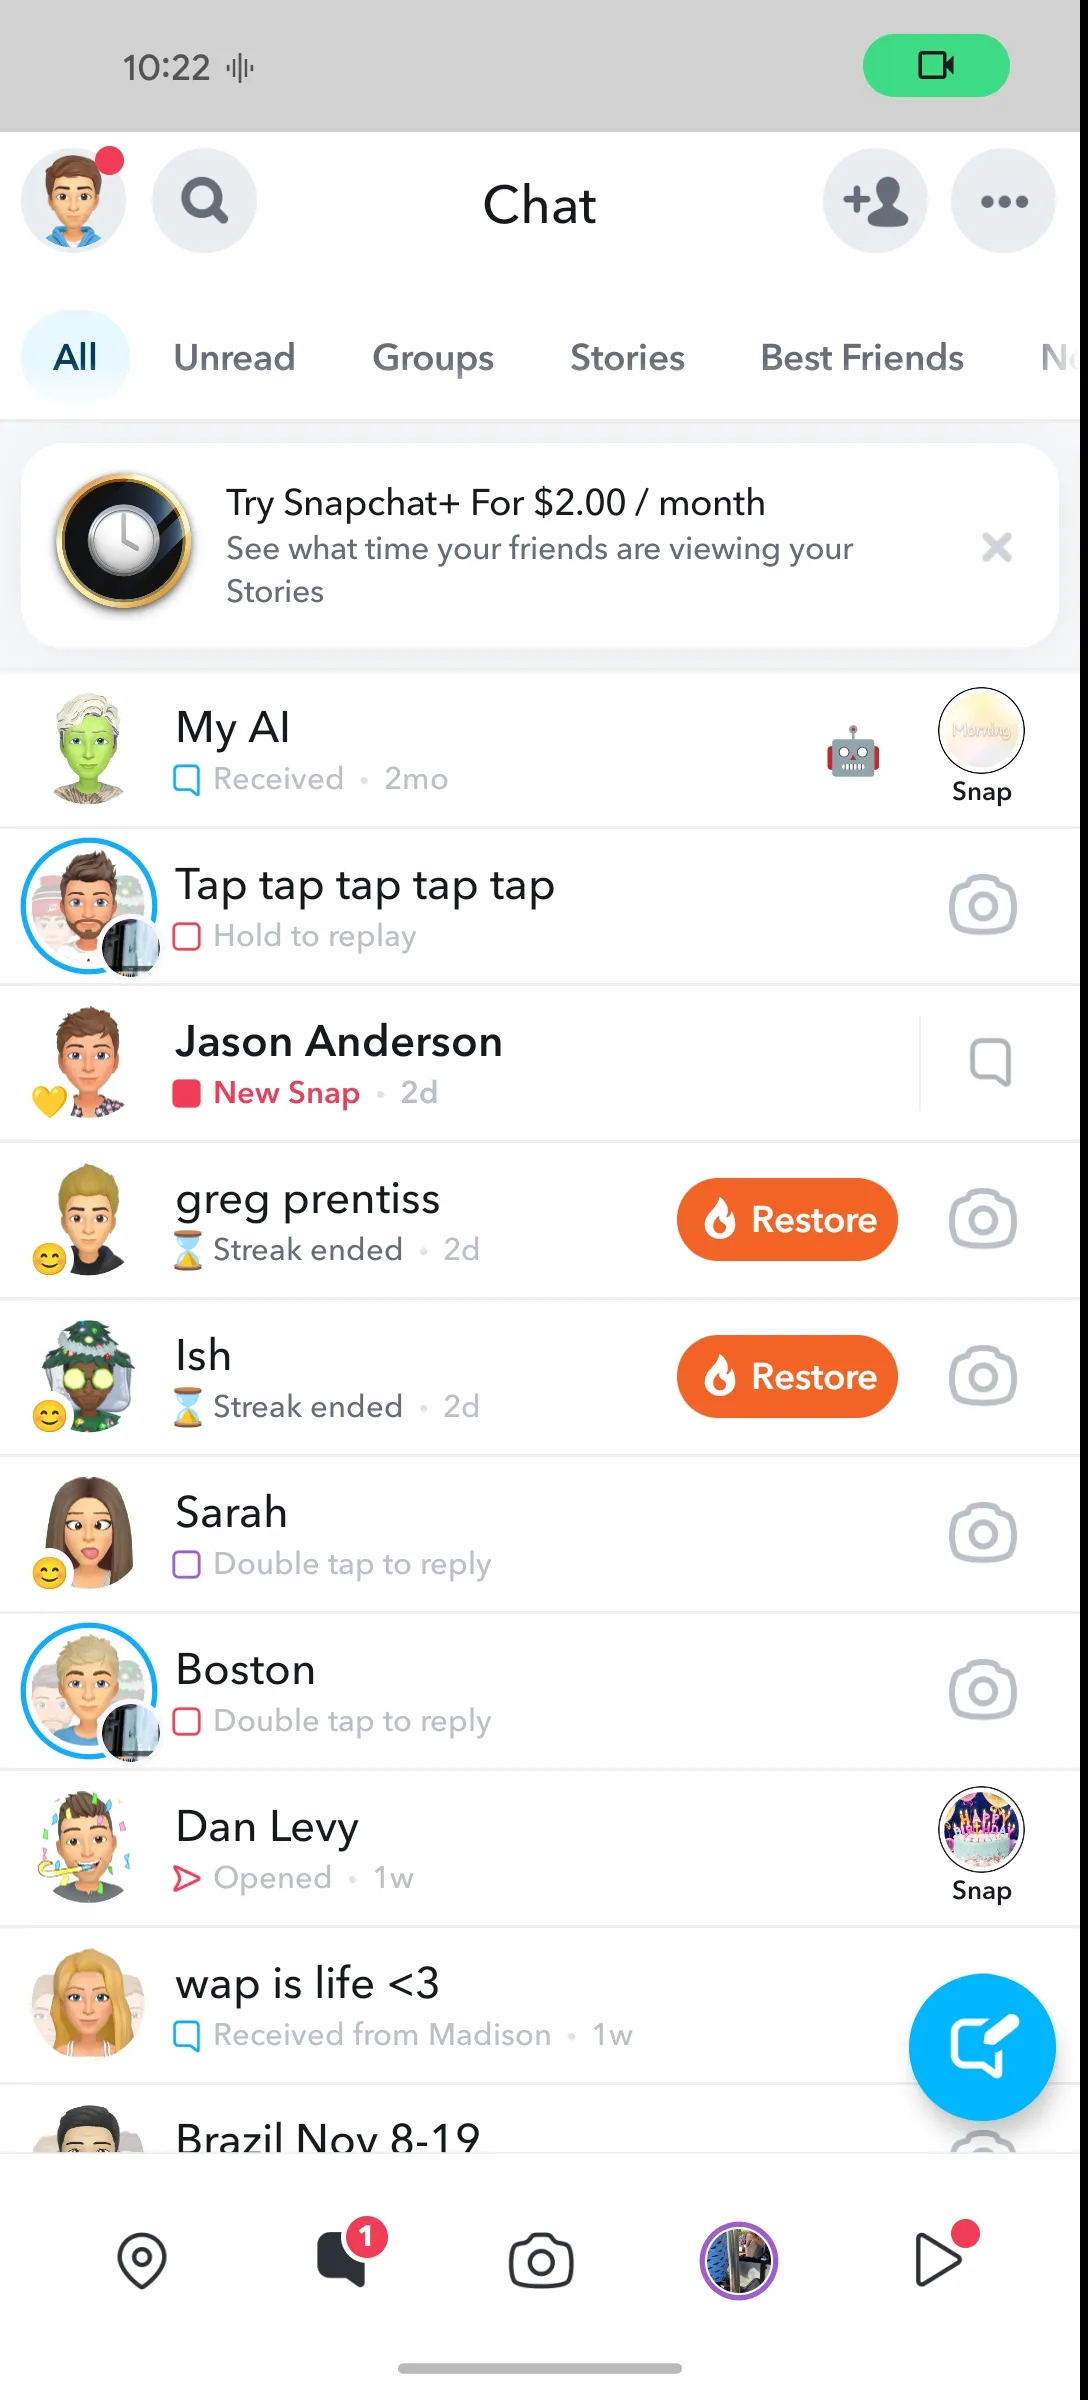 10:22
Chat
All
Unread
Groups
Stories
Best Friends
Try Snapchat+ For $2.00 / month
See what time your friends are viewing your
Stories
My AI
Received • 2mo
Morning
Snap
Tap tap tap tap tap
Hold to replay
Jason Anderson
New Snap • 2d
greg prentiss
Streak ended • 2d
Restore
Ish
Streak ended • 2d
Restore
Sarah
Double tap to reply
Boston
Double tap to reply
Dan Levy
Opened • 1w
HAPPY
BIRTHDAY
Snap
wap is life <3
Received from Madison • 1w
Brazil Nov 8-19
1